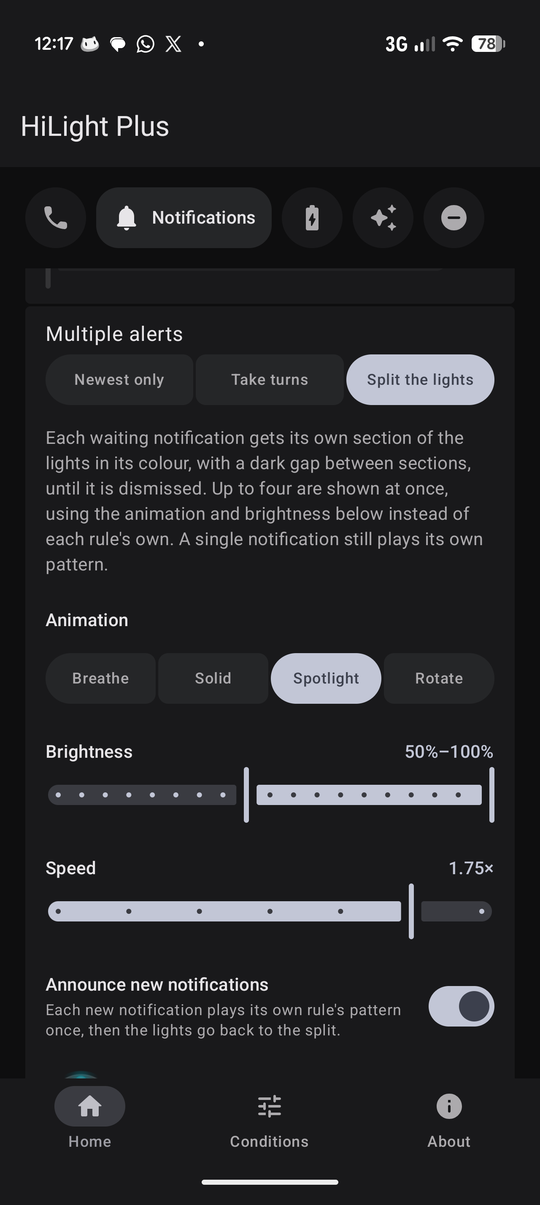 12:17
3G
78
HiLight Plus
Notifications
Multiple alerts
Newest only
Take turns
Split the lights
Each waiting notification gets its own section of the
lights in its colour, with a dark gap between sections,
until it is dismissed. Up to four are shown at once,
using the animation and brightness below instead of
each rule's own. A single notification still plays its own
pattern.
Animation
Breathe
Solid
Spotlight
Rotate
Brightness
50%–100%
Speed
1.75×
Announce new notifications
Each new notification plays its own rule's pattern
once, then the lights go back to the split.
Home
Conditions
About